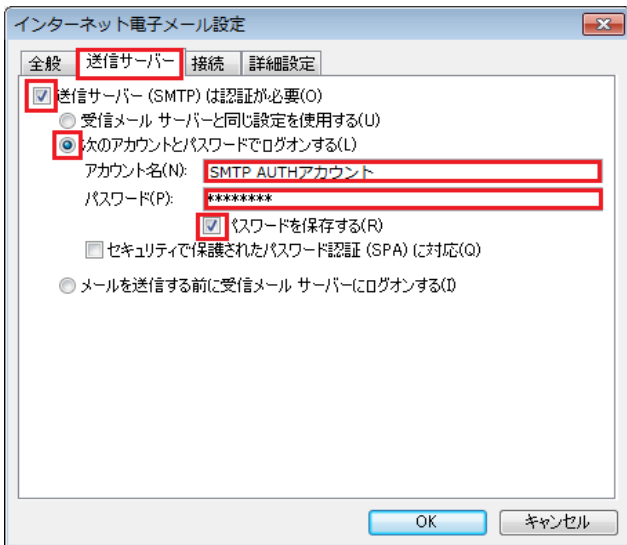 インターネット電子メール設定
全般 送信サーバー 接続 詳細設定
送信サーバー (SMTP) は認証が必要(O)
受信メール サーバーと同じ設定を使用する(U)
次のアカウントとパスワードでログオンする(L)
アカウント名(N): SMTP AUTHアカウント
パスワード(P): ********
パスワードを保存する(R)
セキュリティで保護されたパスワード認証 (SPA) に対応(Q)
メールを送信する前に受信メール サーバーにログオンする(I)
OK キャンセル